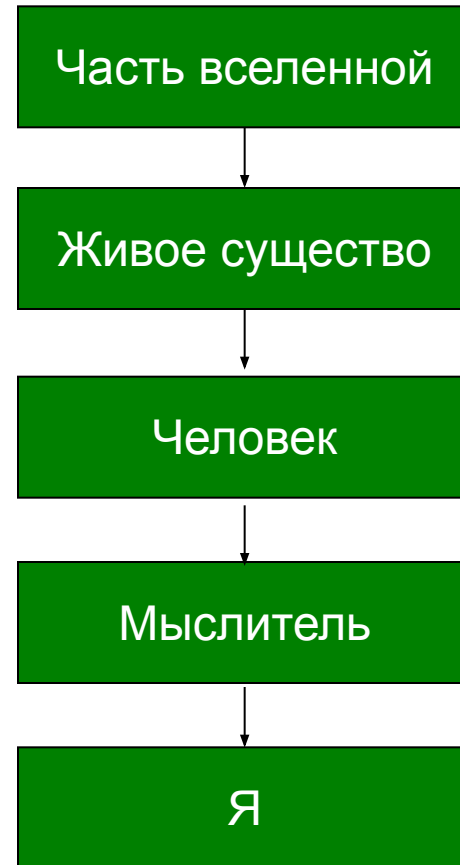 Часть вселенной
Живое существо
Человек
Мыслитель
Я